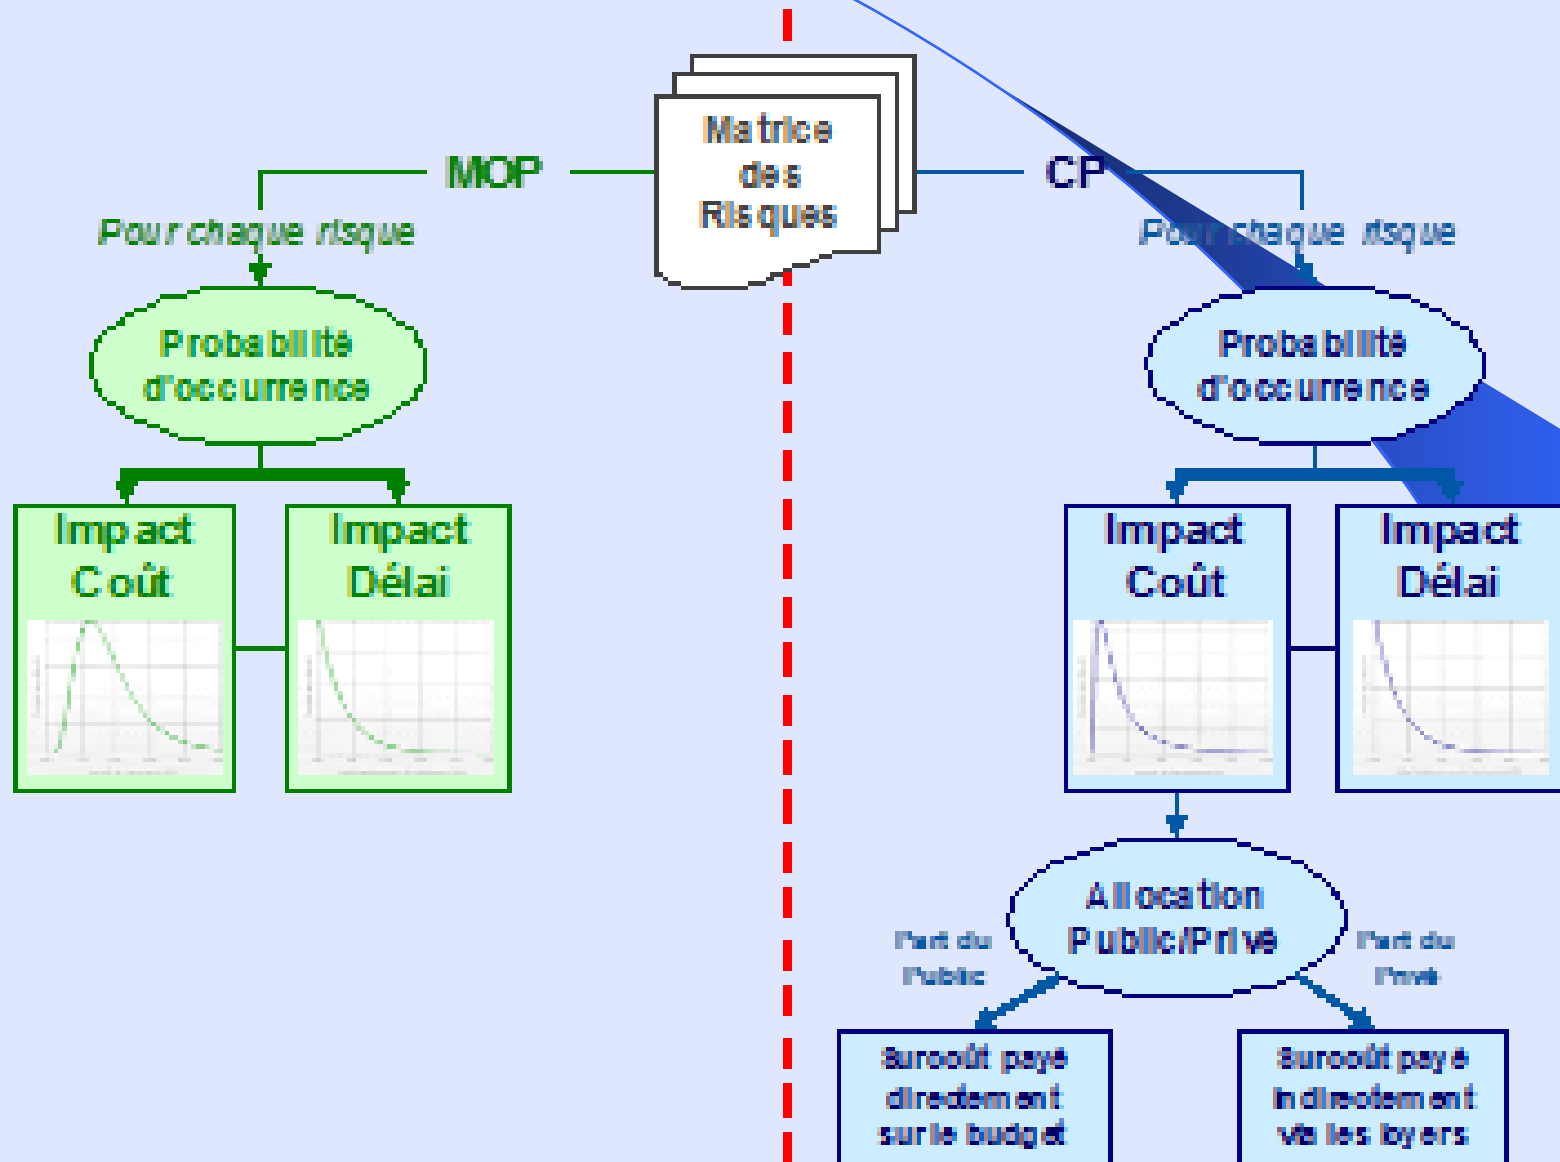 Matrice
des
Risques
MOP
Pour chaque risque
Probabilité
d'occurrence
Impact
Coût
Impact
Délai
CP
Pour chaque risque
Probabilité
d'occurrence
Impact
Coût
Impact
Délai
Allocation
Public/Privé
Part du
Public
Part du
Privé
Surcoût payé
directement
sur le budget
Surcoût payé
indirectement
via les loyers